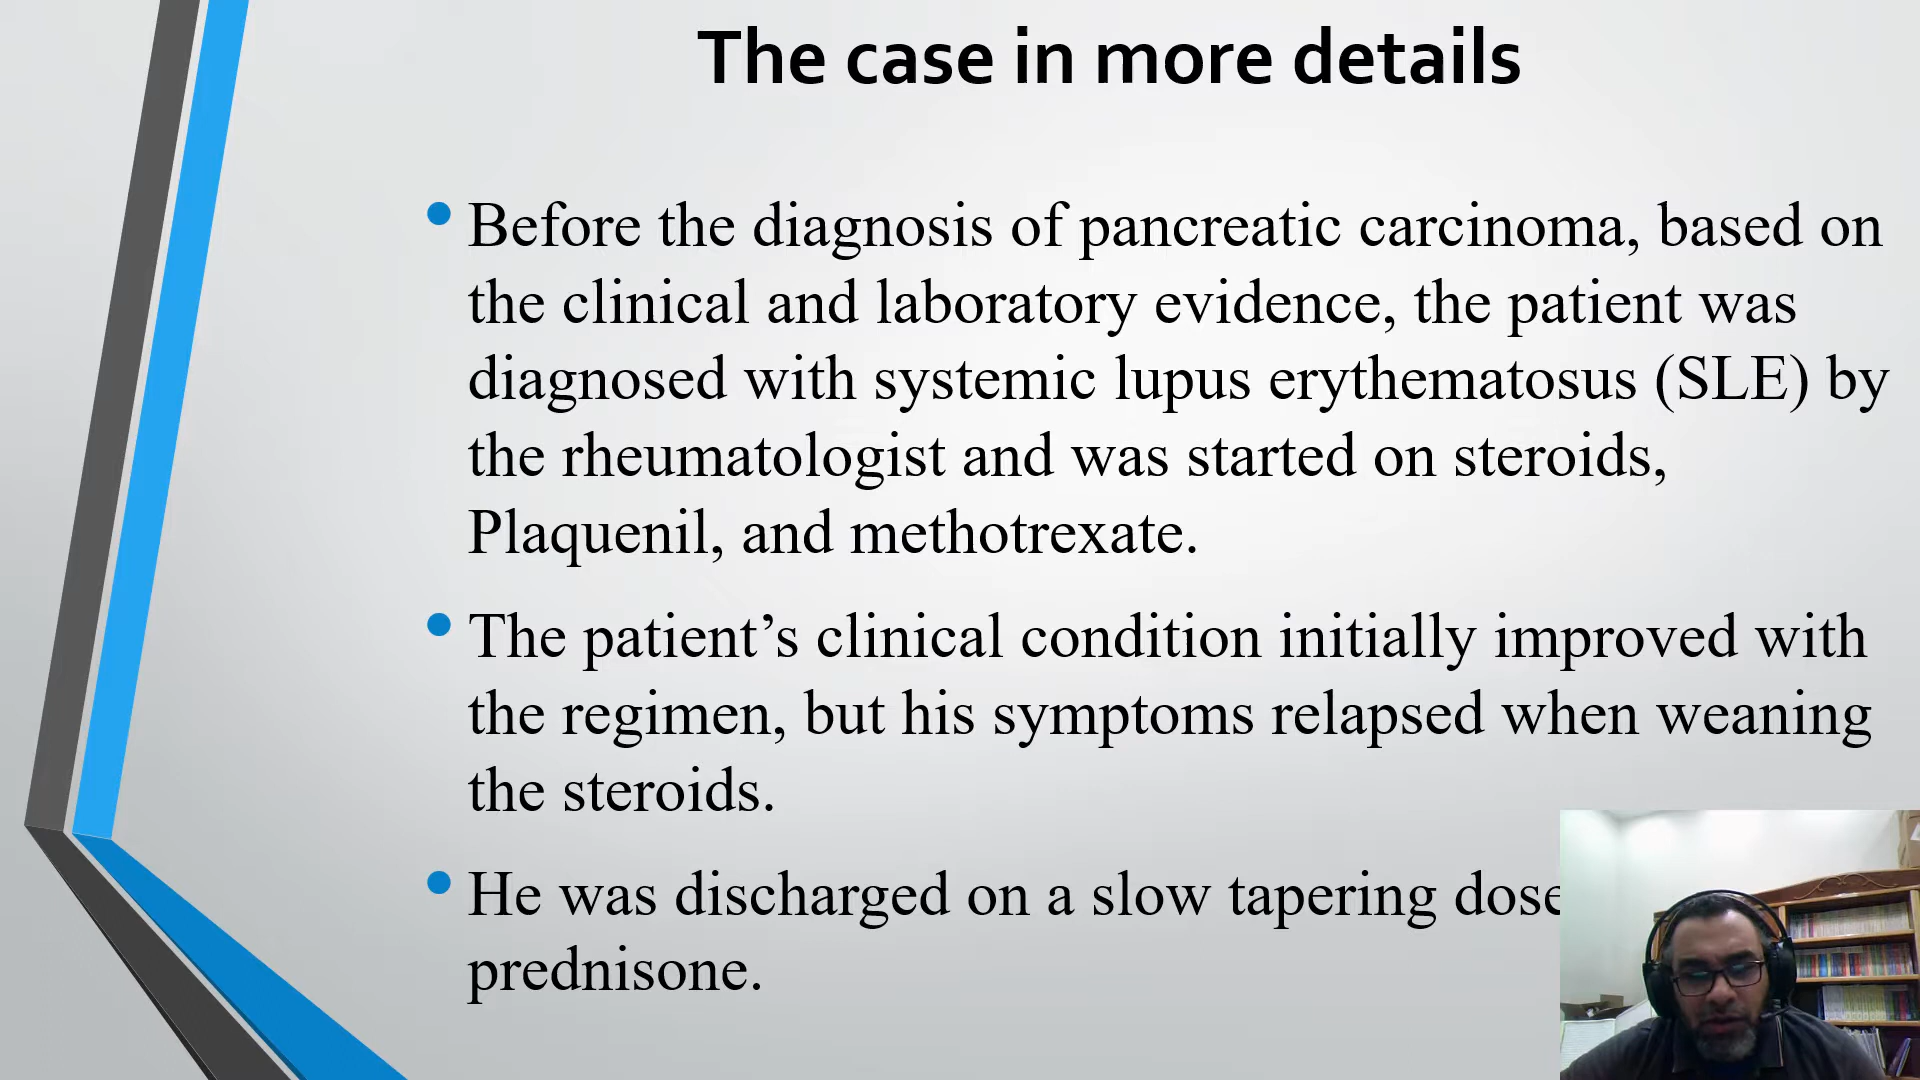 The case in more details
• Before the diagnosis of pancreatic carcinoma, based on
the clinical and laboratory evidence, the patient was
diagnosed with systemic lupus erythematosus (SLE) by
the rheumatologist and was started on steroids,
Plaquenil, and methotrexate.
• The patient’s clinical condition initially improved with
the regimen, but his symptoms relapsed when weaning
the steroids.
• He was discharged on a slow tapering dose
prednisone.